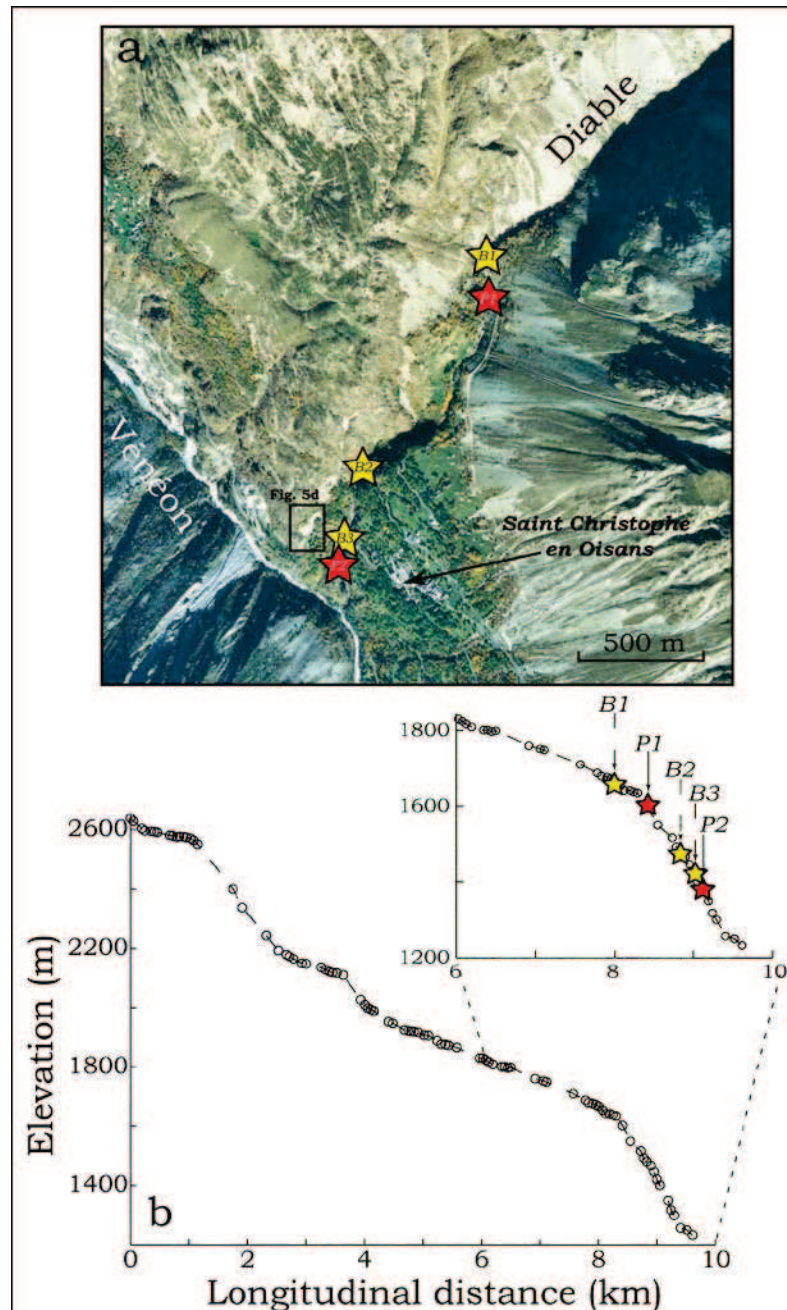 a
Diable
B1
Vénéon
B2
Fig. 5d
B3
Saint Christophe
en Oisans
500 m
B1
P1
B2
B3
P2
1800
1600
1200
6
8
10
2600
2200
1800
1400
Elevation (m)
b
0
2
4
6
8
10
Longitudinal distance (km)